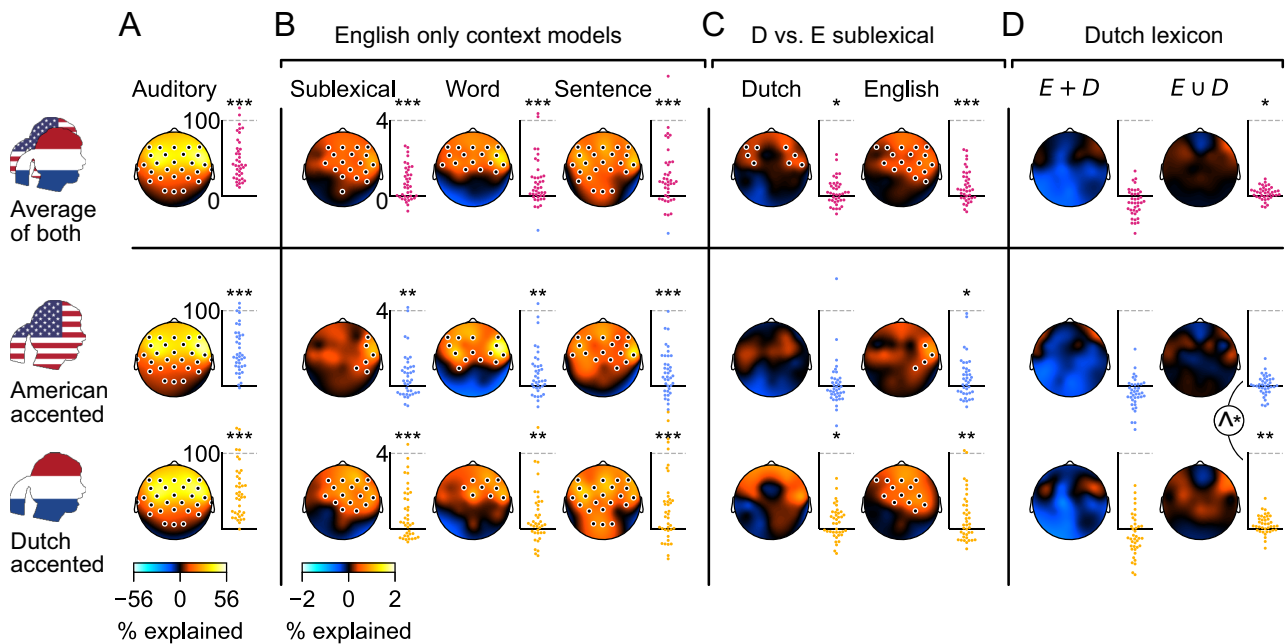 A B C D
English only context models D vs. E sublexical Dutch lexicon
Auditory Sublexical Word Sentence Dutch English E + D E ∪ D
*** *** *** *** * *** *
100 4
0 0
Average
of both
*** ** ** *** *
100 4
American
accented
Λ*
*** *** ** *** * ** **
100 4
Dutch
accented
−56 0 56 −2 0 2
% explained % explained